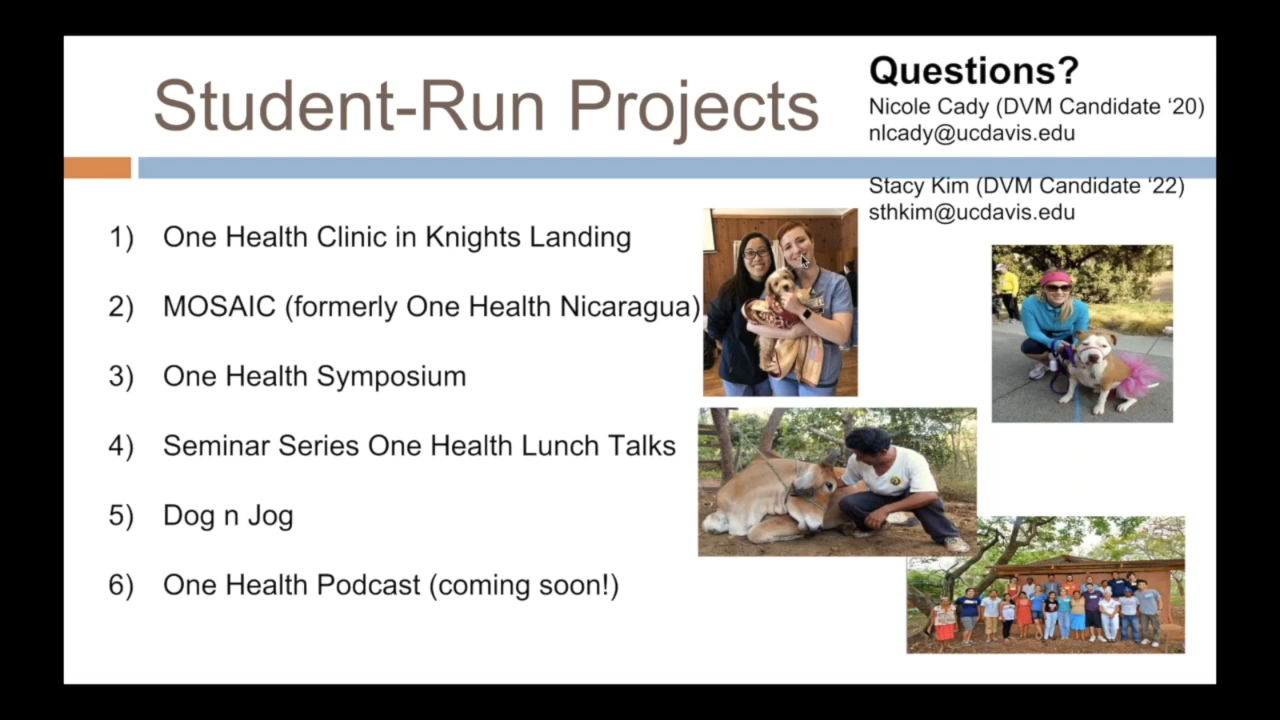 Student-Run Projects
Questions?
Nicole Cady (DVM Candidate ‘20)
nlcady@ucdavis.edu
Stacy Kim (DVM Candidate ‘22)
sthkim@ucdavis.edu
1) One Health Clinic in Knights Landing
2) MOSAIC (formerly One Health Nicaragua)
3) One Health Symposium
4) Seminar Series One Health Lunch Talks
5) Dog n Jog
6) One Health Podcast (coming soon!)